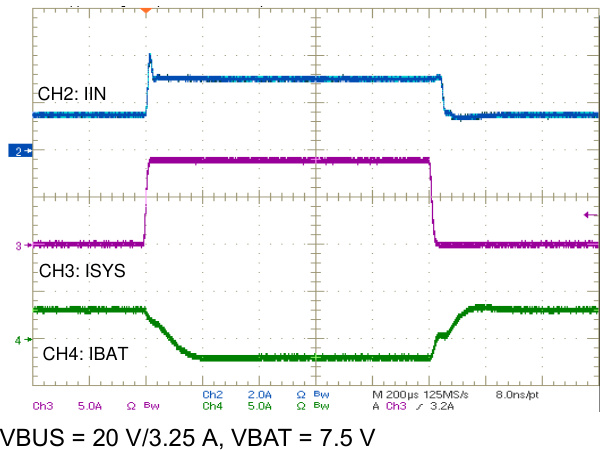 CH2: IIN
2
3
CH3: ISYS
4
CH4: IBAT
Ch2 2.0A Ω Bw M 200µs 125MS/s 8.0ns/pt
Ch3 5.0A Ω Bw Ch4 5.0A Ω Bw A Ch3 ∫ 3.2A
VBUS = 20 V/3.25 A, VBAT = 7.5 V